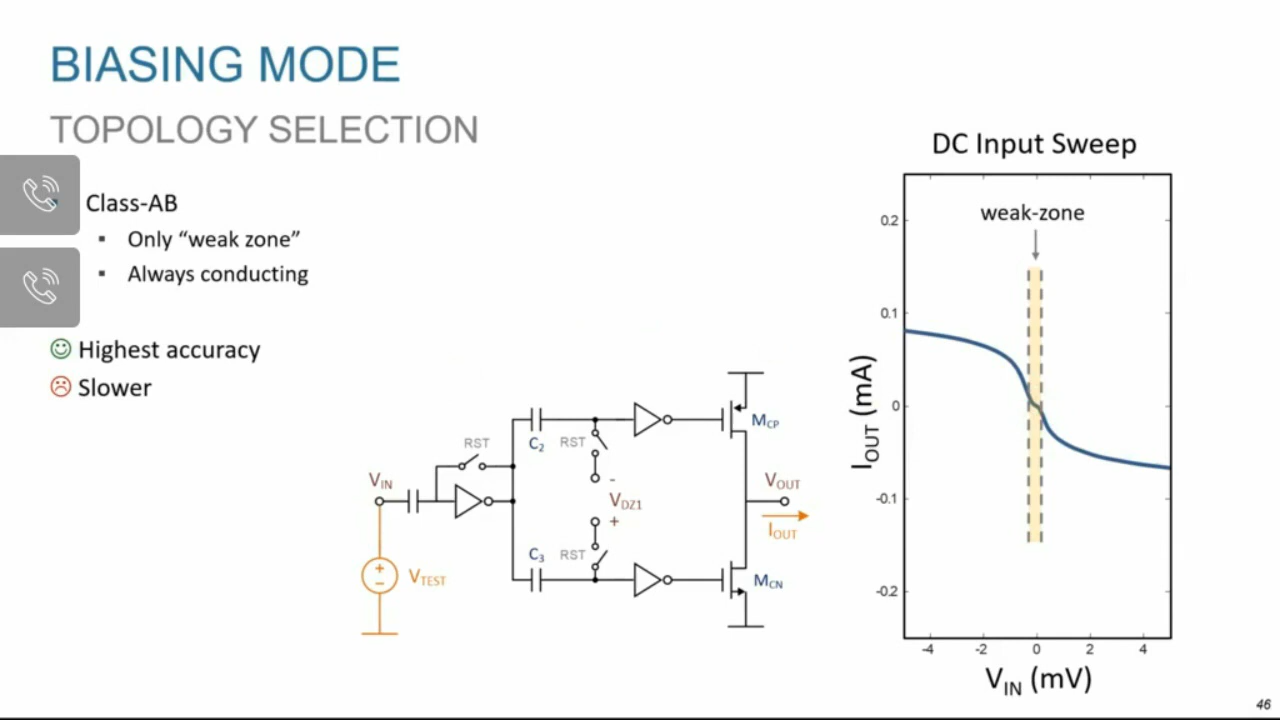 BIASING MODE
TOPOLOGY SELECTION
Class-AB
▪ Only “weak zone”
▪ Always conducting
Highest accuracy
Slower
RST
C2
RST
MCP
VIN
-
VDZ1
+
VOUT
IOUT
C3
RST
MCN
+
−
VTEST
DC Input Sweep
weak-zone
0.2
0.1
0
-0.1
-0.2
IOUT (mA)
-4 -2 0 2 4
VIN (mV)
46